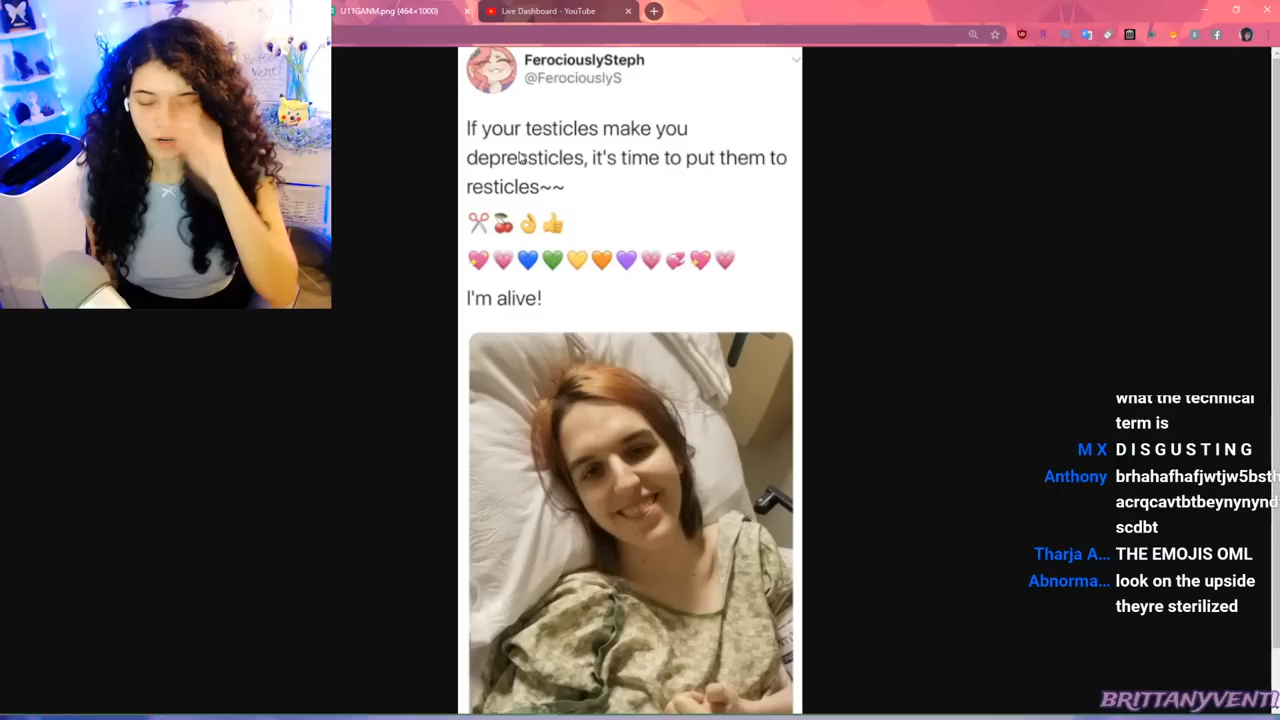 U11GANM.png (464×1000)
Live Dashboard - YouTube
FerociouslySteph
@FerociouslyS
If your testicles make you
depressticles, it's time to put them to
resticles~~
✂️🍒👌👍
💖💗💙💚💛🧡💜💗💞💖💗
I'm alive!
what the technical
term is
M X D I S G U S T I N G
Anthony brhahafhafjwtjw5bsth
acrqcavtbtbeynynynd
scdbt
Tharja A… THE EMOJIS OML
Abnorma… look on the upside
theyre sterilized
BRITTANYVENTI